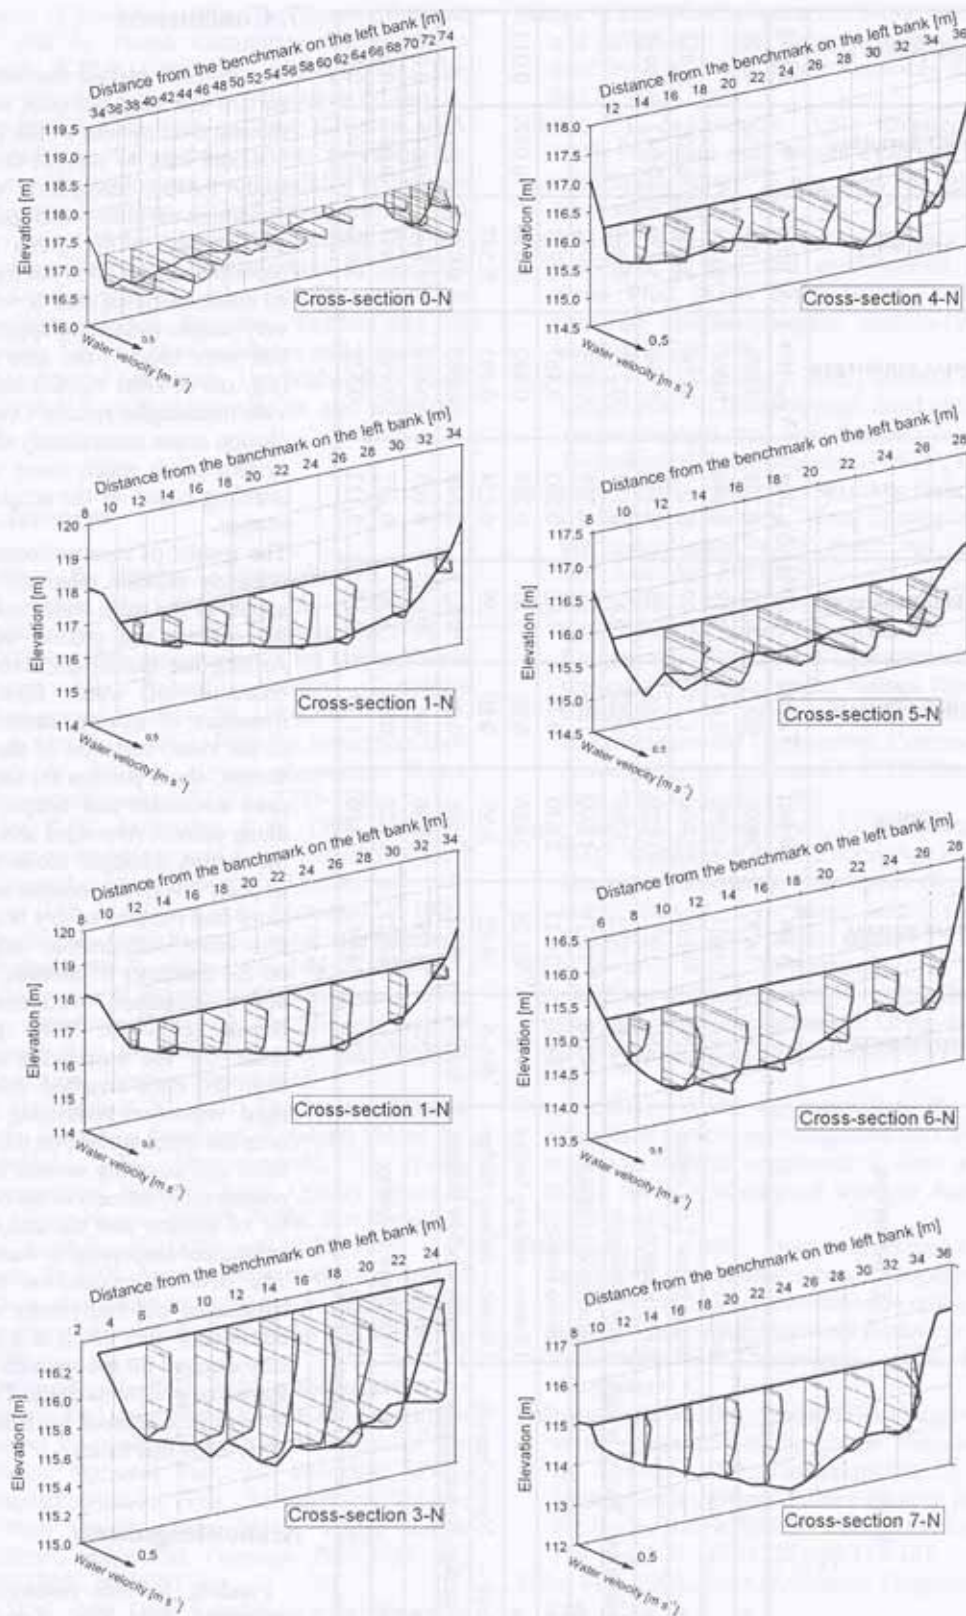 Distance from the benchmark on the left bank [m]
34 36 38 40 42 44 46 48 50 52 54 56 58 60 62 64 66 68 70 72 74
119.5
119.0
118.5
118.0
117.5
117.0
116.5
116.0
Elevation [m]
Cross-section 0-N
0.5
Water velocity [m s⁻¹]
Distance from the benchmark on the left bank [m]
12 14 16 18 20 22 24 26 28 30 32 34 36
118.0
117.5
117.0
116.5
116.0
115.5
115.0
114.5
Elevation [m]
Cross-section 4-N
0.5
Water velocity [m s⁻¹]
Distance from the banchmark on the left bank [m]
8 10 12 14 16 18 20 22 24 26 28 30 32 34
120
119
118
117
116
115
114
Elevation [m]
Cross-section 1-N
0.5
Water velocity [m s⁻¹]
Distance from the benchmark on the left bank [m]
8 10 12 14 16 18 20 22 24 26 28
117.5
117.0
116.5
116.0
115.5
115.0
114.5
Elevation [m]
Cross-section 5-N
0.5
Water velocity [m s⁻¹]
Distance from the banchmark on the left bank [m]
8 10 12 14 16 18 20 22 24 26 28 30 32 34
120
119
118
117
116
115
114
Elevation [m]
Cross-section 1-N
0.5
Water velocity [m s⁻¹]
Distance from the benchmark on the left bank [m]
6 8 10 12 14 16 18 20 22 24 26 28
116.5
116.0
115.5
115.0
114.5
114.0
113.5
Elevation [m]
Cross-section 6-N
0.5
Water velocity [m s⁻¹]
Distance from the benchmark on the left bank [m]
2 4 6 8 10 12 14 16 18 20 22 24
116.2
116.0
115.8
115.6
115.4
115.2
115.0
Elevation [m]
Cross-section 3-N
0.5
Water velocity [m s⁻¹]
Distance from the benchmark on the left bank [m]
8 10 12 14 16 18 20 22 24 26 28 30 32 34 36
117
116
115
114
113
112
Elevation [m]
Cross-section 7-N
0.5
Water velocity [m s⁻¹]